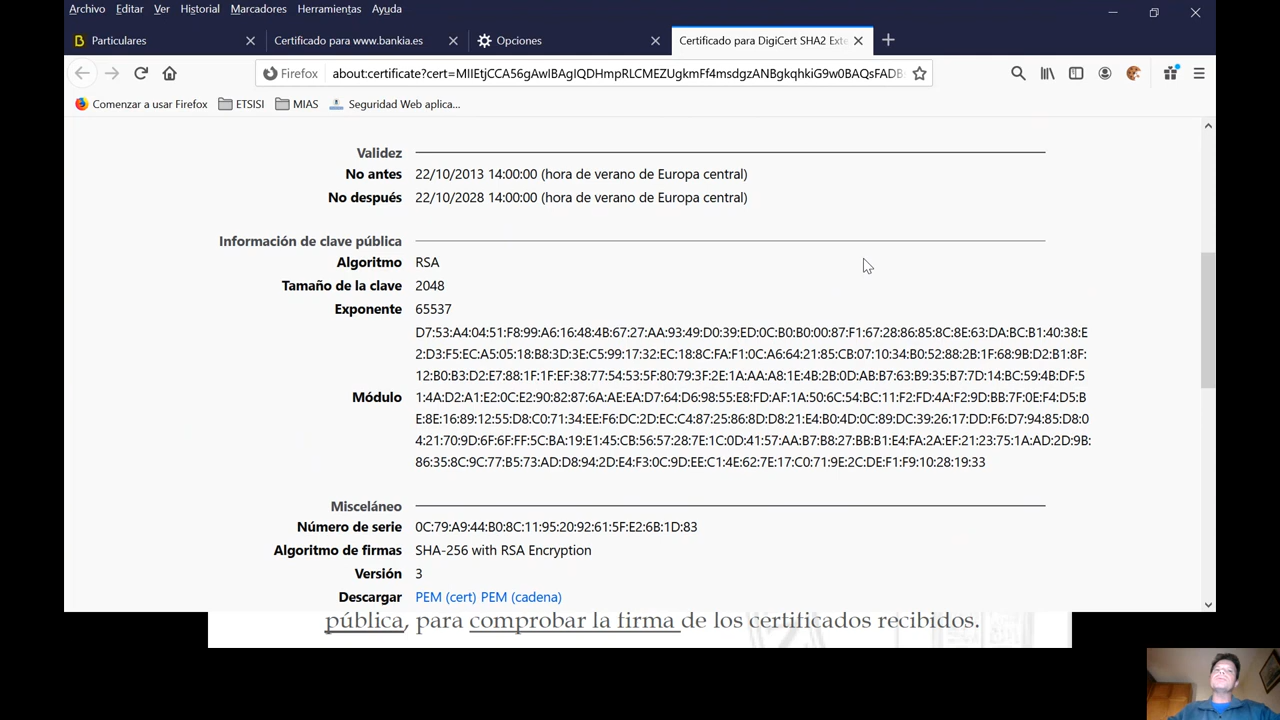 Archivo Editar Ver Historial Marcadores Herramientas Ayuda
Particulares Certificado para www.bankia.es Opciones Certificado para DigiCert SHA2 Exte
Firefox about:certificate?cert=MIIEtjCCA56gAwIBAgIQDHmpRLCMEZUgkmFf4msdgzANBgkqhkiG9w0BAQsFADBs
Comenzar a usar Firefox ETSISI MIAS Seguridad Web aplica...
Validez
No antes 22/10/2013 14:00:00 (hora de verano de Europa central)
No después 22/10/2028 14:00:00 (hora de verano de Europa central)
Información de clave pública
Algoritmo RSA
Tamaño de la clave 2048
Exponente 65537
D7:53:A4:04:51:F8:99:A6:16:48:4B:67:27:AA:93:49:D0:39:ED:0C:B0:B0:00:87:F1:67:28:86:85:8C:8E:63:DA:BC:B1:40:38:E
2:D3:F5:EC:A5:05:18:B8:3D:3E:C5:99:17:32:EC:18:8C:FA:F1:0C:A6:64:21:85:CB:07:10:34:B0:52:88:2B:1F:68:9B:D2:B1:8F:
12:B0:B3:D2:E7:88:1F:1F:EF:38:77:54:53:5F:80:79:3F:2E:1A:AA:A8:1E:4B:2B:0D:AB:B7:63:B9:35:B7:7D:14:BC:59:4B:DF:5
Módulo 1:4A:D2:A1:E2:0C:E2:90:82:87:6A:AE:EA:D7:64:D6:98:55:E8:FD:AF:1A:50:6C:54:BC:11:F2:FD:4A:F2:9D:BB:7F:0E:F4:D5:B
E:8E:16:89:12:55:D8:C0:71:34:EE:F6:DC:2D:EC:C4:87:25:86:8D:D8:21:E4:B0:4D:0C:89:DC:39:26:17:DD:F6:D7:94:85:D8:0
4:21:70:9D:6F:6F:FF:5C:BA:19:E1:45:CB:56:57:28:7E:1C:0D:41:57:AA:B7:B8:27:BB:B1:E4:FA:2A:EF:21:23:75:1A:AD:2D:9B:
86:35:8C:9C:77:B5:73:AD:D8:94:2D:E4:F3:0C:9D:EE:C1:4E:62:7E:17:C0:71:9E:2C:DE:F1:F9:10:28:19:33
Misceláneo
Número de serie 0C:79:A9:44:B0:8C:11:95:20:92:61:5F:E2:6B:1D:83
Algoritmo de firmas SHA-256 with RSA Encryption
Versión 3
Descargar PEM (cert) PEM (cadena)
pública, para comprobar la firma de los certificados recibidos.